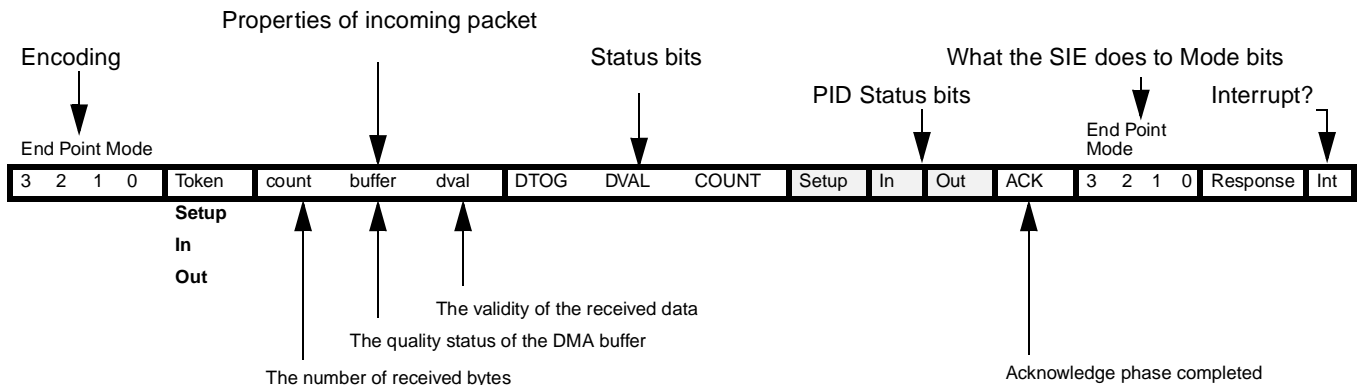 Properties of incoming packet
Encoding
Status bits
What the SIE does to Mode bits
PID Status bits
Interrupt?
End Point Mode
End Point
Mode
3 2 1 0 Token count buffer dval DTOG DVAL COUNT Setup In Out ACK 3 2 1 0 Response Int
Setup
In
Out
The validity of the received data
The quality status of the DMA buffer
The number of received bytes
Acknowledge phase completed